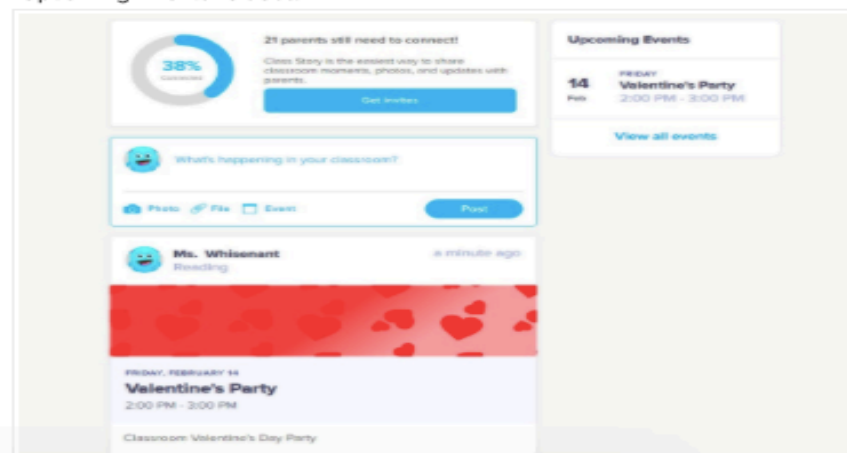 38%
Connected
21 parents still need to connect!
Class Story is the easiest way to share
classroom moments, photos, and updates with
parents.
Get invites
What's happening in your classroom?
Photo File Event Post
Ms. Whisenant
a minute ago
Reading
FRIDAY, FEBRUARY 14
Valentine's Party
2:00 PM - 3:00 PM
Classroom Valentine's Day Party
Upcoming Events
14
Feb
FRIDAY
Valentine's Party
2:00 PM - 3:00 PM
View all events